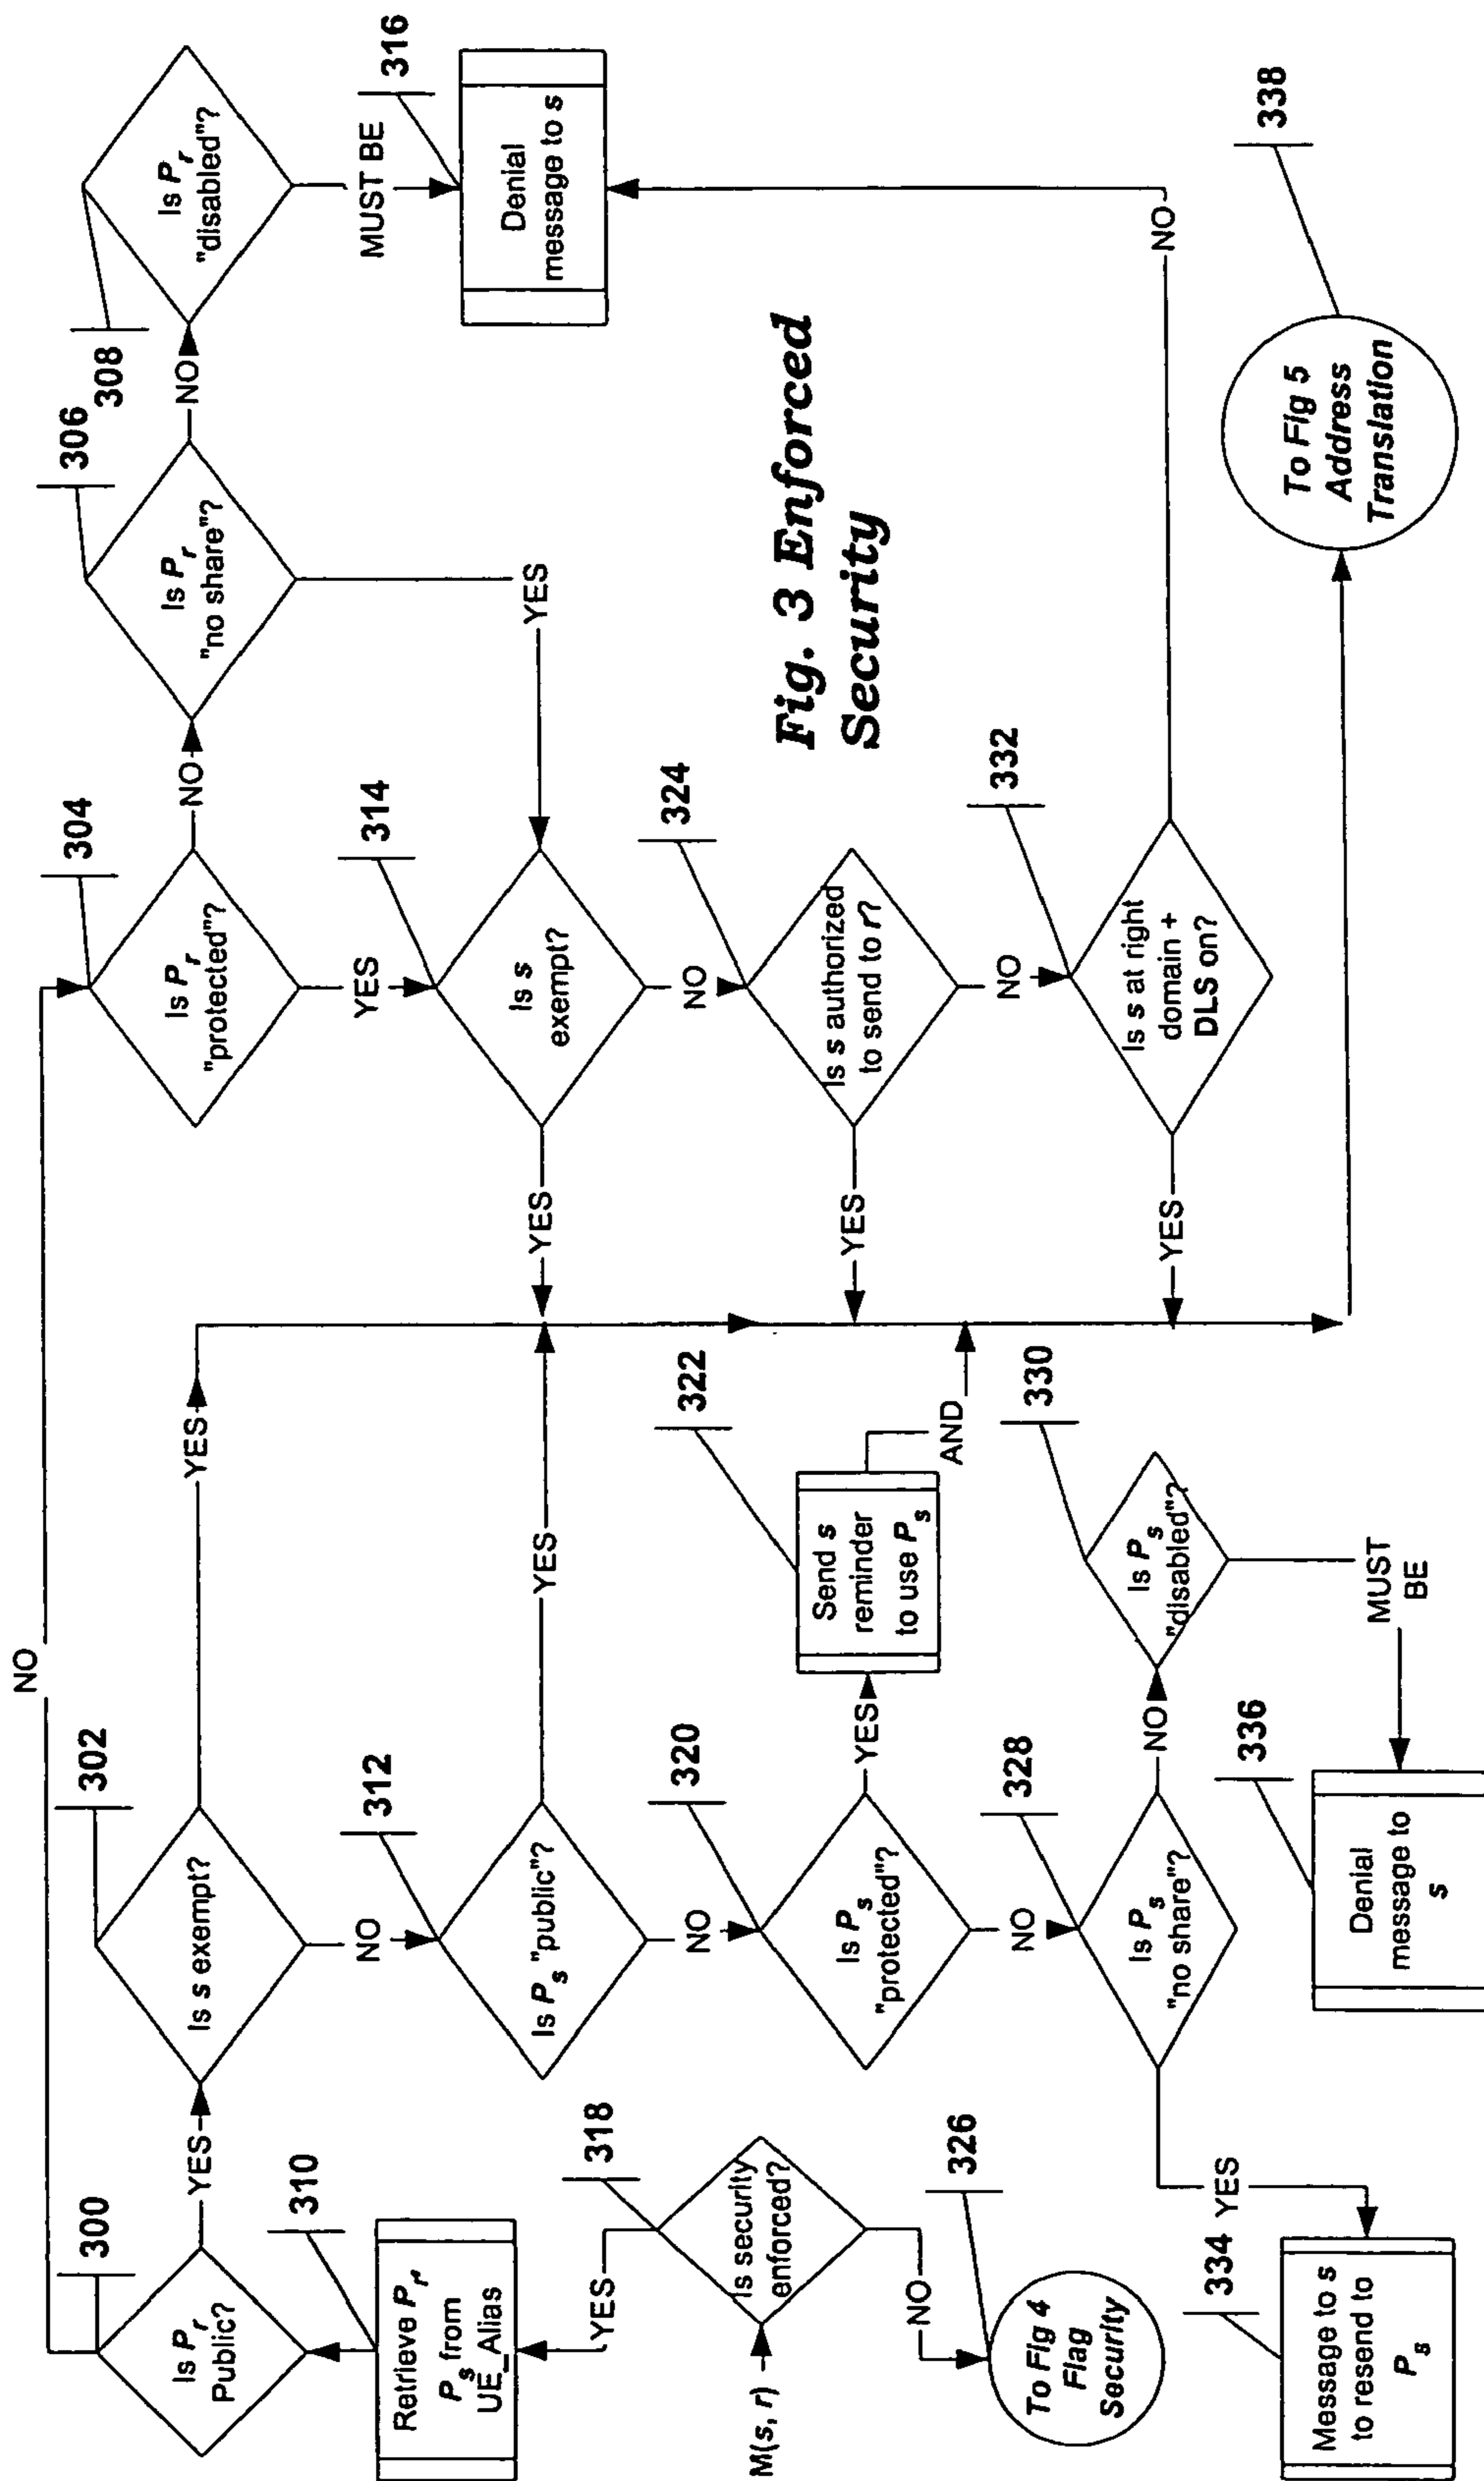 300
Is Pr
Public?
NO
YES
302
Is s exempt?
YES
304
Is Pr
"protected"?
NO
306
Is Pr
"no share"?
NO
308
Is Pr
"disabled"?
MUST BE
316
Denial
message to s
310
Retrieve Pr,
Ps from
UE_Alias
NO
312
Is Ps "public"?
YES
YES
314
Is s
exempt?
YES
YES
YES
318
Is security
enforced?
M(s, r)
NO
320
Is Ps
"protected"?
YES
322
Send s
reminder
to use Ps
AND
NO
324
Is s authorized
to send to r?
YES
Fig. 3 Enforced
Security
NO
326
To Fig 4
Flag
Security
NO
328
Is Ps
"no share"?
NO
330
Is Ps
"disabled"?
MUST
BE
NO
332
Is s at right
domain +
DLS on?
YES
NO
YES
334
Message to s
to resend to
Ps
336
Denial
message to
s
338
To Fig 5
Address
Translation